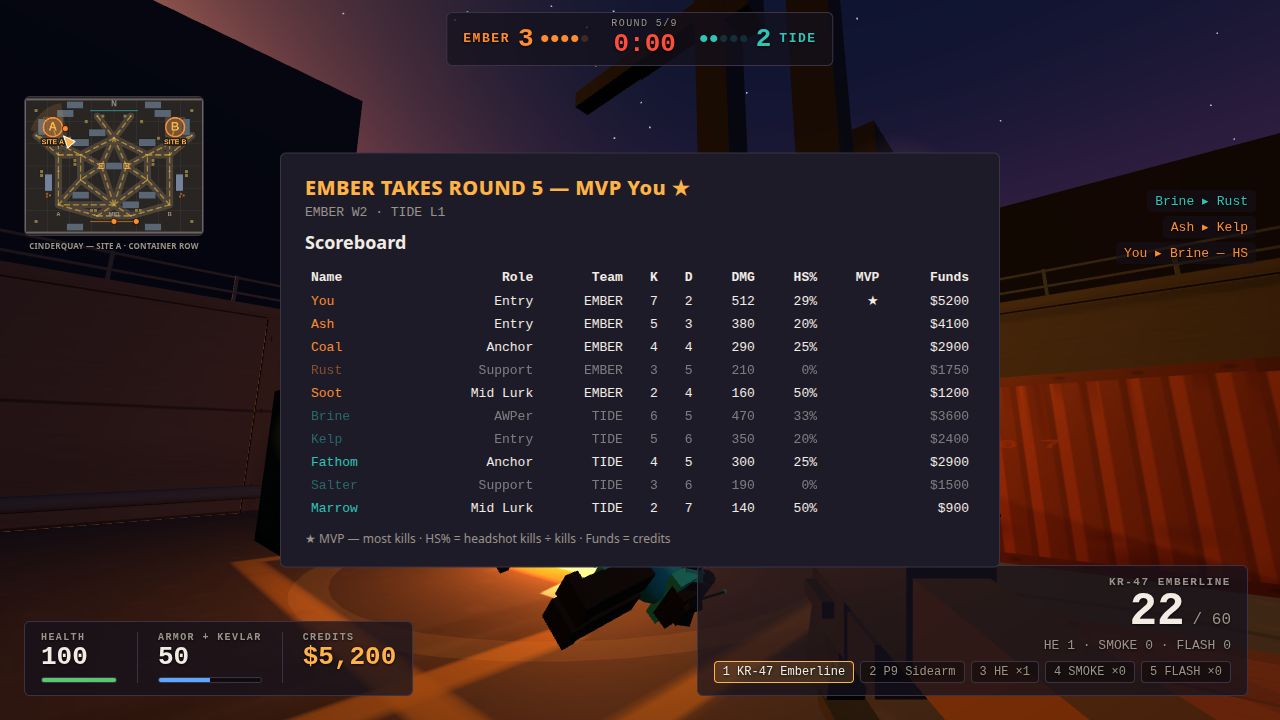 EMBER 3 ROUND 5/9 0:00 2 TIDE
N
A B
SITE A SITE B
A MID B
CINDERQUAY — SITE A · CONTAINER ROW
Brine ▸ Rust
Ash ▸ Kelp
You ▸ Brine — HS
EMBER TAKES ROUND 5 — MVP You ★
EMBER W2 · TIDE L1
Scoreboard
Name Role Team K D DMG HS% MVP Funds
You Entry EMBER 7 2 512 29% ★ $5200
Ash Entry EMBER 5 3 380 20% $4100
Coal Anchor EMBER 4 4 290 25% $2900
Rust Support EMBER 3 5 210 0% $1750
Soot Mid Lurk EMBER 2 4 160 50% $1200
Brine AWPer TIDE 6 5 470 33% $3600
Kelp Entry TIDE 5 6 350 20% $2400
Fathom Anchor TIDE 4 5 300 25% $2900
Salter Support TIDE 3 6 190 0% $1500
Marrow Mid Lurk TIDE 2 7 140 50% $900
★ MVP — most kills · HS% = headshot kills ÷ kills · Funds = credits
HEALTH ARMOR + KEVLAR CREDITS
100 50 $5,200
KR-47 EMBERLINE
22 / 60
HE 1 · SMOKE 0 · FLASH 0
1 KR-47 Emberline 2 P9 Sidearm 3 HE ×1 4 SMOKE ×0 5 FLASH ×0